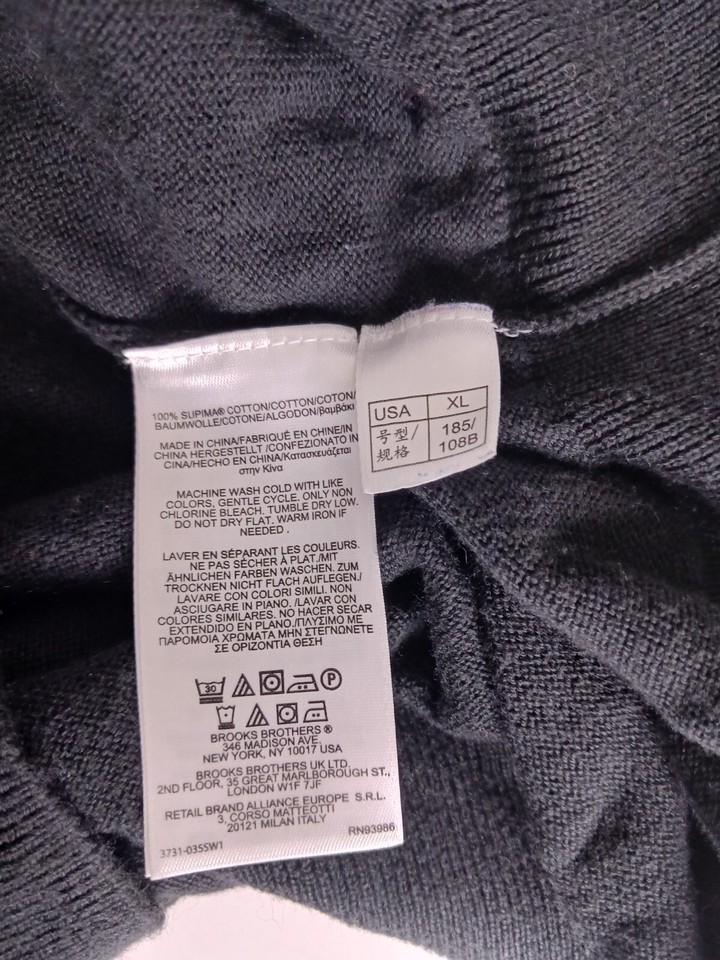 100% SUPIMA® COTTON/COTTON/COTON/
BAUMWOLLE/COTONE/ALGODON/βαμβάκι
MADE IN CHINA/FABRIQUÉ EN CHINE/IN
CHINA HERGESTELLT /CONFEZIONATO IN
CINA/HECHO EN CHINA/Κατασκευάζεται
στην Κίνα
MACHINE WASH COLD WITH LIKE
COLORS, GENTLE CYCLE. ONLY NON
CHLORINE BLEACH. TUMBLE DRY LOW.
DO NOT DRY FLAT. WARM IRON IF
NEEDED .
LAVER EN SÉPARANT LES COULEURS.
NE PAS SÉCHER À PLAT./MIT
ÄHNLICHEN FARBEN WASCHEN. ZUM
TROCKNEN NICHT FLACH AUFLEGEN./
LAVARE CON COLORI SIMILI. NON
ASCIUGARE IN PIANO. /LAVAR CON
COLORES SIMILARES. NO HACER SECAR
EXTENDIDO EN PLANO./ΠΛΥΣΙΜΟ ΜΕ
ΠΑΡΟΜΟΙΑ ΧΡΩΜΑΤΑ ΜΗΝ ΣΤΕΓΝΩΝΕΤΕ
ΣΕ ΟΡΙΖΟΝΤΙΑ ΘΕΣΗ
30 P
BROOKS BROTHERS ®
346 MADISON AVE.
NEW YORK, NY 10017 USA
BROOKS BROTHERS UK LTD.
2ND FLOOR, 35 GREAT MARLBOROUGH ST.,
LONDON W1F 7JF
RETAIL BRAND ALLIANCE EUROPE S.R.L.
3, CORSO MATTEOTTI
20121 MILAN ITALY
RN93986
3731-035SW1
USA XL
号型/ 185/
规格 108B